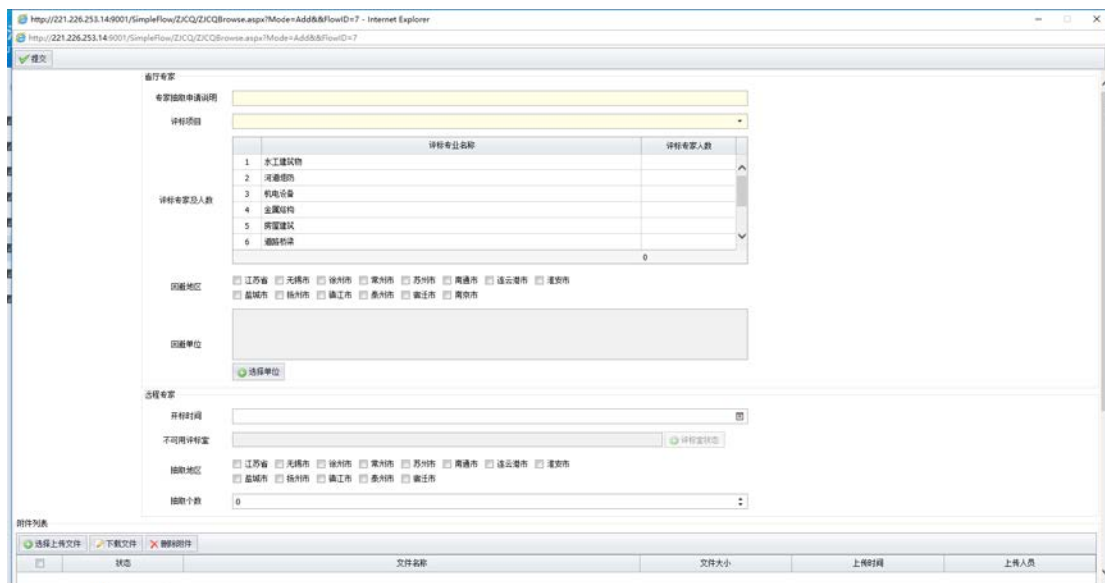 http://221.226.253.14:9001/SimpleFlow/ZJCQ/ZJCQBrowse.aspx?Mode=Add&&FlowID=7 - Internet Explorer
http://221.226.253.14:9001/SimpleFlow/ZJCQ/ZJCQBrowse.aspx?Mode=Add&&FlowID=7
提交
省厅专家
专家抽取申请说明
评标项目
评标专业名称 评标专家人数
1 水工建筑物
2 河道堤防
3 机电设备
评标专家及人数
4 金属结构
5 房屋建筑
6 道路桥梁
0
回避地区
江苏省 无锡市 徐州市 常州市 苏州市 南通市 连云港市 淮安市
盐城市 扬州市 镇江市 泰州市 宿迁市 南京市
回避单位
选择单位
远程专家
开标时间
不可用评标室 评标室状态
抽取地区
江苏省 无锡市 徐州市 常州市 苏州市 南通市 连云港市 淮安市
盐城市 扬州市 镇江市 泰州市 宿迁市
抽取个数 0
附件列表
选择上传文件 下载文件 删除附件
状态 文件名称 文件大小 上传时间 上传人员